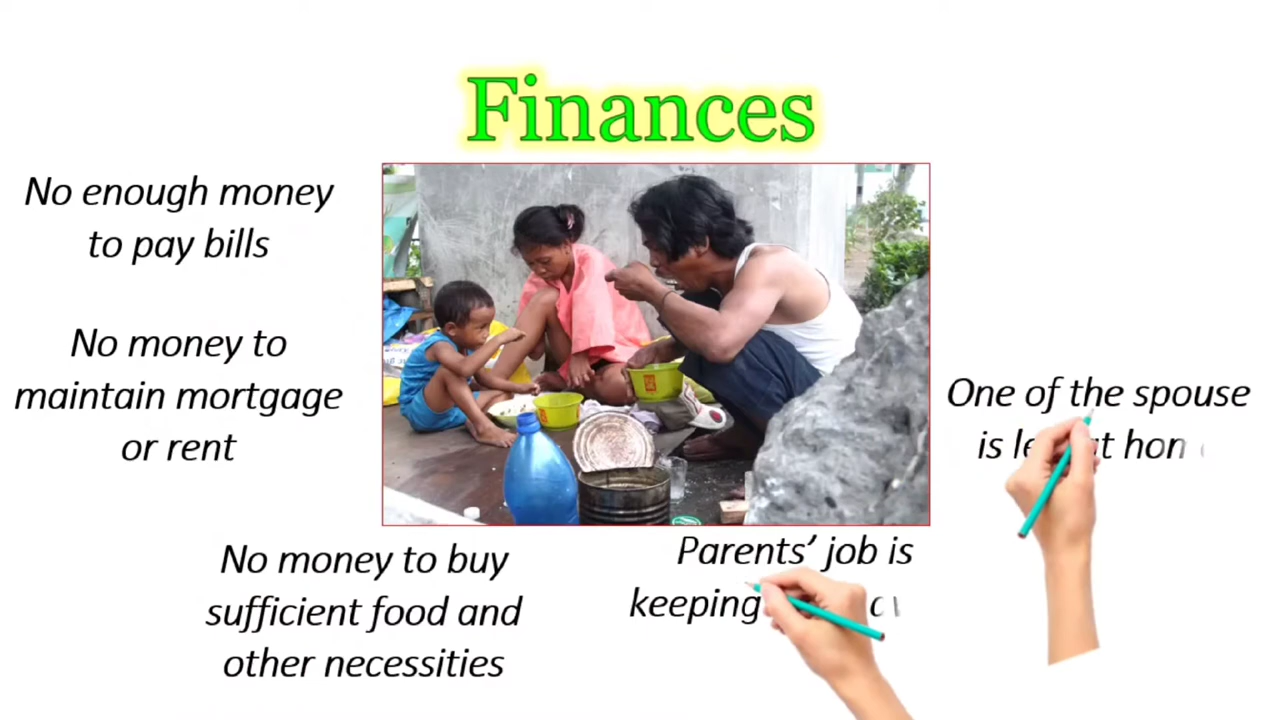 Finances
No enough money
to pay bills
No money to
maintain mortgage
or rent
No money to buy
sufficient food and
other necessities
Parents’ job is
keeping
One of the spouse
is